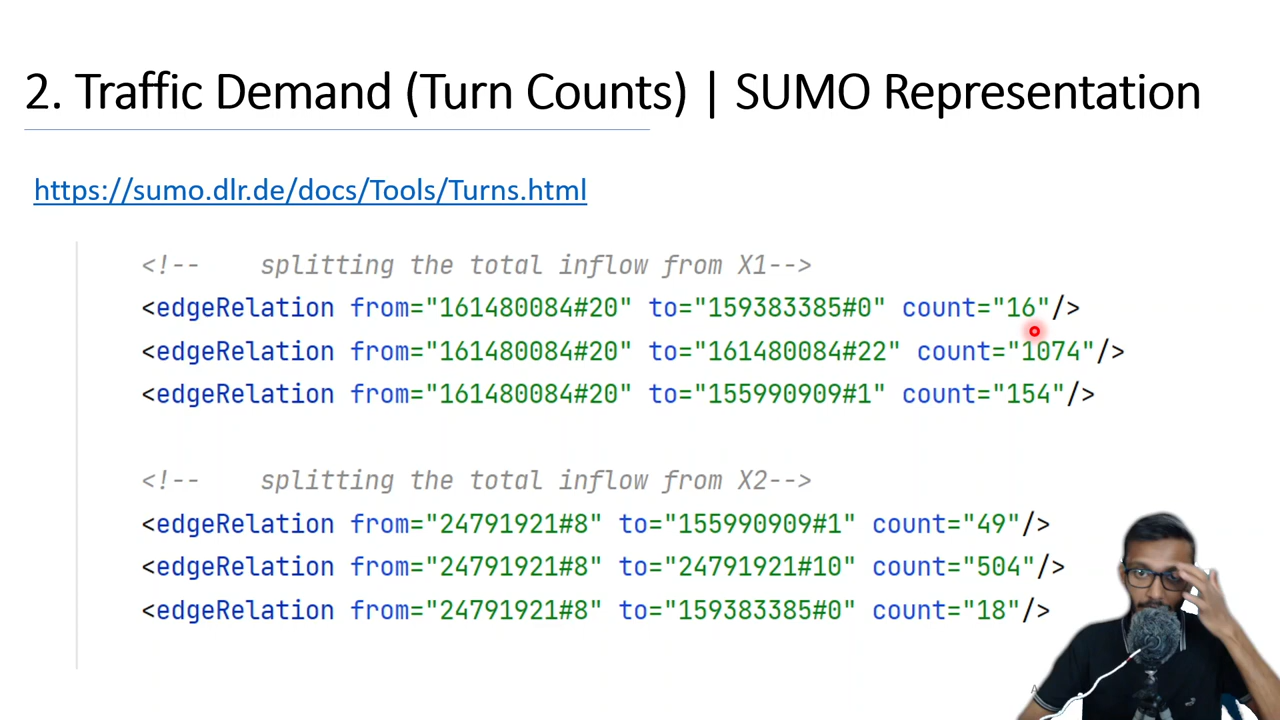 2. Traffic Demand (Turn Counts) | SUMO Representation
https://sumo.dlr.de/docs/Tools/Turns.html
<!--    splitting the total inflow from X1-->
<edgeRelation from="161480084#20" to="159383385#0" count="16"/>
<edgeRelation from="161480084#20" to="161480084#22" count="1074"/>
<edgeRelation from="161480084#20" to="155990909#1" count="154"/>
<!--    splitting the total inflow from X2-->
<edgeRelation from="24791921#8" to="155990909#1" count="49"/>
<edgeRelation from="24791921#8" to="24791921#10" count="504"/>
<edgeRelation from="24791921#8" to="159383385#0" count="18"/>